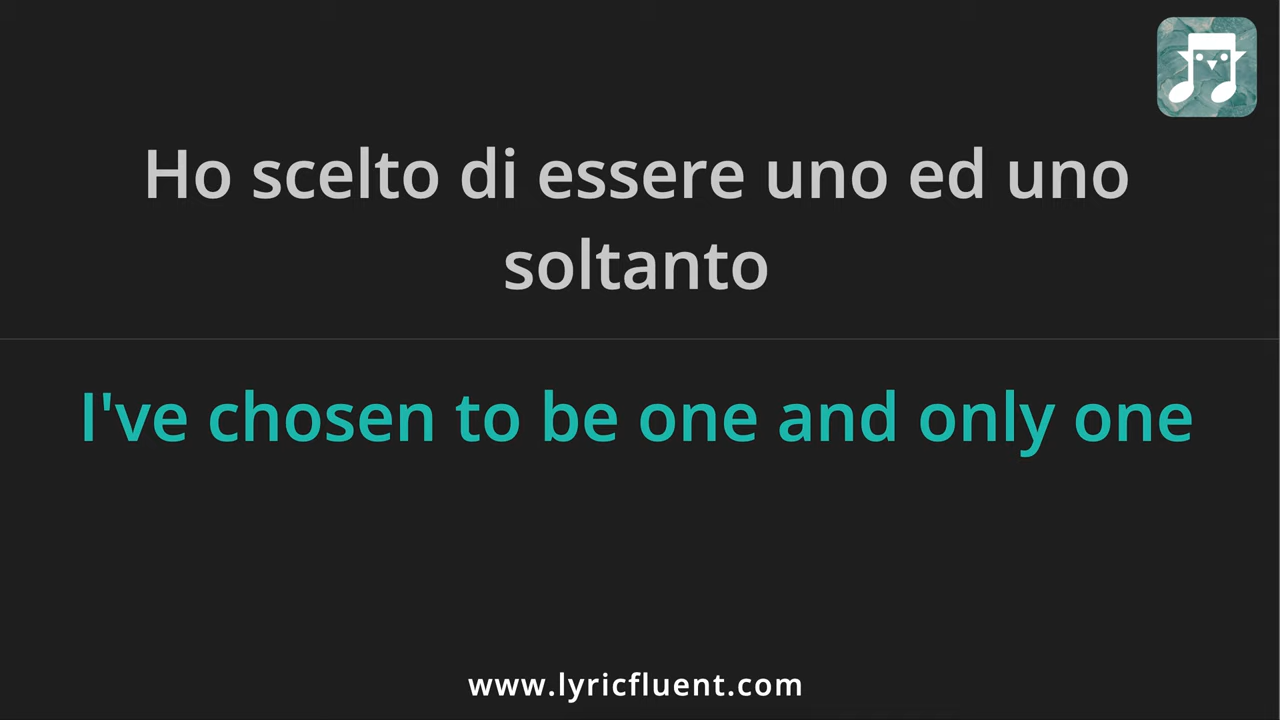 Ho scelto di essere uno ed uno
soltanto
I've chosen to be one and only one
www.lyricfluent.com